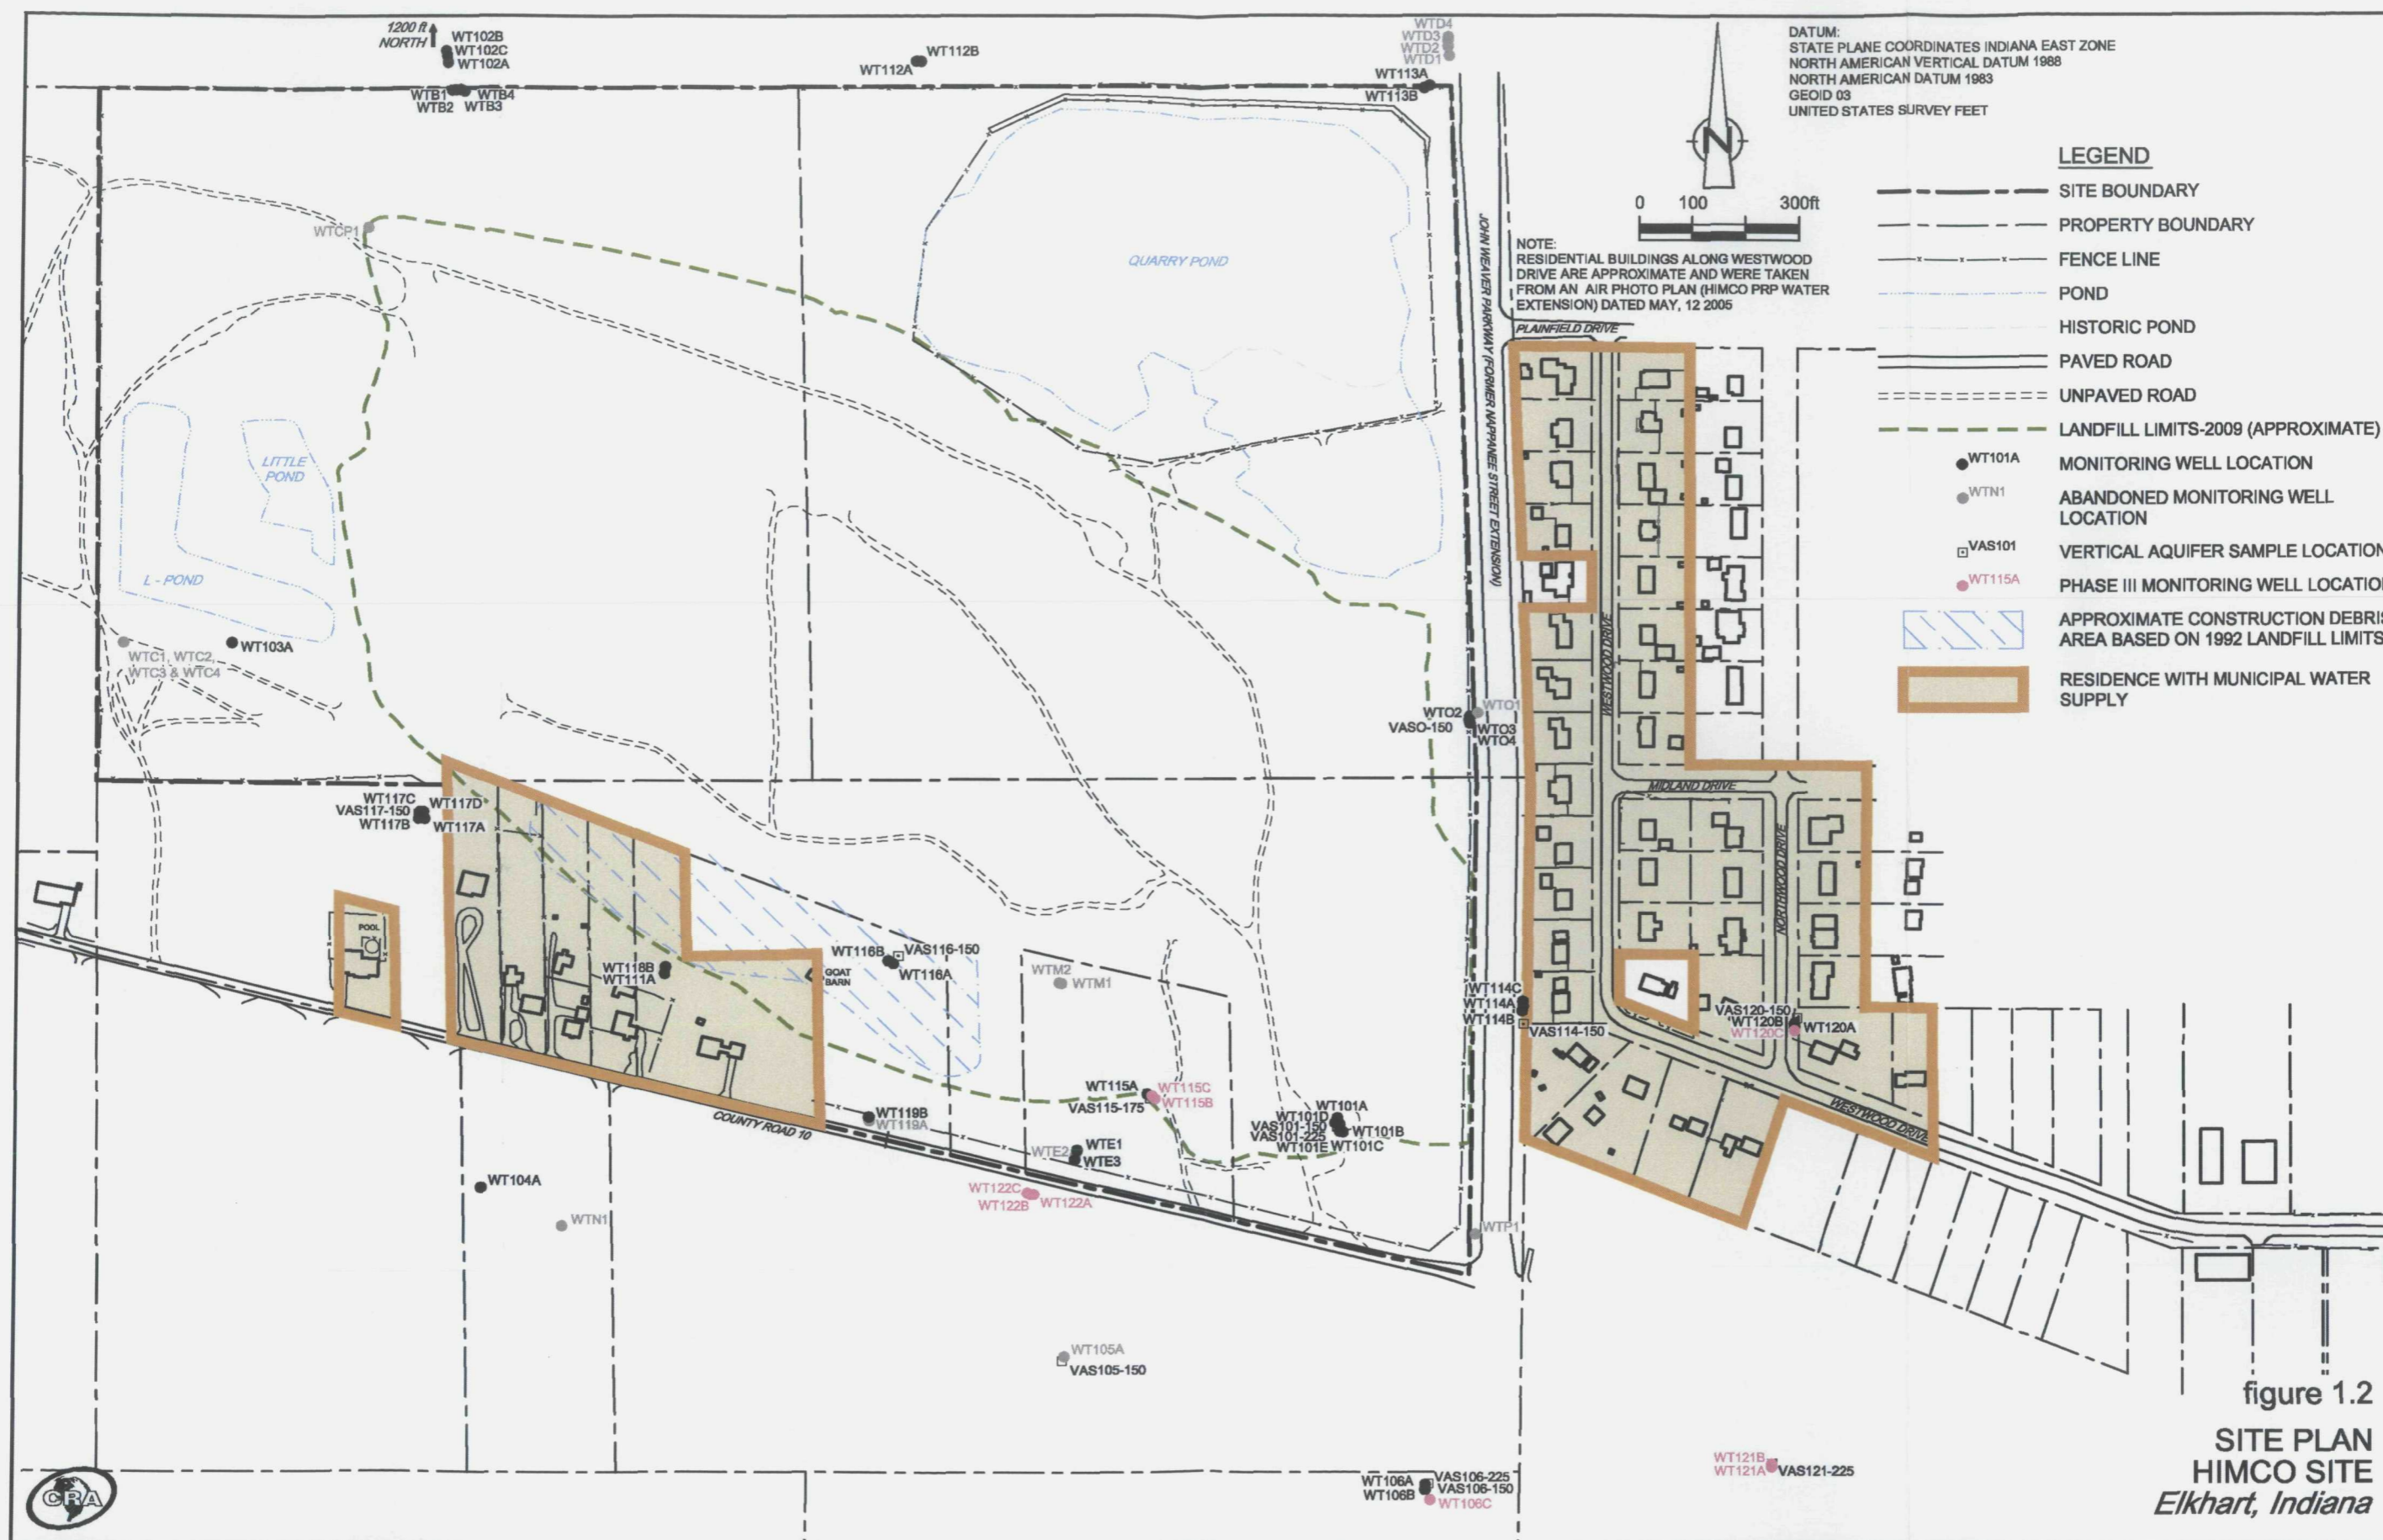 1200 ft
NORTH
WT102B
WT102C
WT102A
WTB1
WTB2
WTB4
WTB3
WT112B
WT112A
WTD4
WTD3
WTD2
WTD1
WT113A
WT113B
DATUM:
STATE PLANE COORDINATES INDIANA EAST ZONE
NORTH AMERICAN VERTICAL DATUM 1988
NORTH AMERICAN DATUM 1983
GEOID 03
UNITED STATES SURVEY FEET
N
0 100 300ft
NOTE:
RESIDENTIAL BUILDINGS ALONG WESTWOOD
DRIVE ARE APPROXIMATE AND WERE TAKEN
FROM AN AIR PHOTO PLAN (HIMCO PRP WATER
EXTENSION) DATED MAY, 12 2005
LEGEND
SITE BOUNDARY
PROPERTY BOUNDARY
FENCE LINE
POND
HISTORIC POND
PAVED ROAD
UNPAVED ROAD
LANDFILL LIMITS-2009 (APPROXIMATE)
WT101A
MONITORING WELL LOCATION
WTN1
ABANDONED MONITORING WELL
LOCATION
VAS101
VERTICAL AQUIFER SAMPLE LOCATION
WT115A
PHASE III MONITORING WELL LOCATION
APPROXIMATE CONSTRUCTION DEBRIS
AREA BASED ON 1992 LANDFILL LIMITS
RESIDENCE WITH MUNICIPAL WATER
SUPPLY
WTCP1
QUARRY POND
JOHN WEAVER PARKWAY (FORMER NAPPANEE STREET EXTENSION)
PLAINFIELD DRIVE
LITTLE
POND
L - POND
WT103A
WTC1, WTC2,
WTC3 & WTC4
WESTWOOD DRIVE
WTO1
WTO2
VASO-150
WTO3
WTO4
MIDLAND DRIVE
NORTHWOOD DRIVE
WT117C
VAS117-150
WT117B
WT117D
WT117A
POOL
WT118B
WT111A
GOAT
BARN
WT116B
VAS116-150
WT116A
WTM2
WTM1
WT114C
WT114A
WT114B
VAS114-150
VAS120-150
WT120B
WT120C
WT120A
WT115A
VAS115-175
WT115C
WT115B
WT101A
WT101D
VAS101-150
VAS101-225
WT101E
WT101B
WT101C
COUNTY ROAD 10
WT119B
WT119A
WESTWOOD DRIVE
WTE2
WTE1
WTE3
WT104A
WT122C
WT122B
WT122A
WTN1
WTP1
WT105A
VAS105-150
WT121B
WT121A
VAS121-225
WT106A
WT106B
VAS106-225
VAS106-150
WT106C
CRA
figure 1.2
SITE PLAN
HIMCO SITE
Elkhart, Indiana